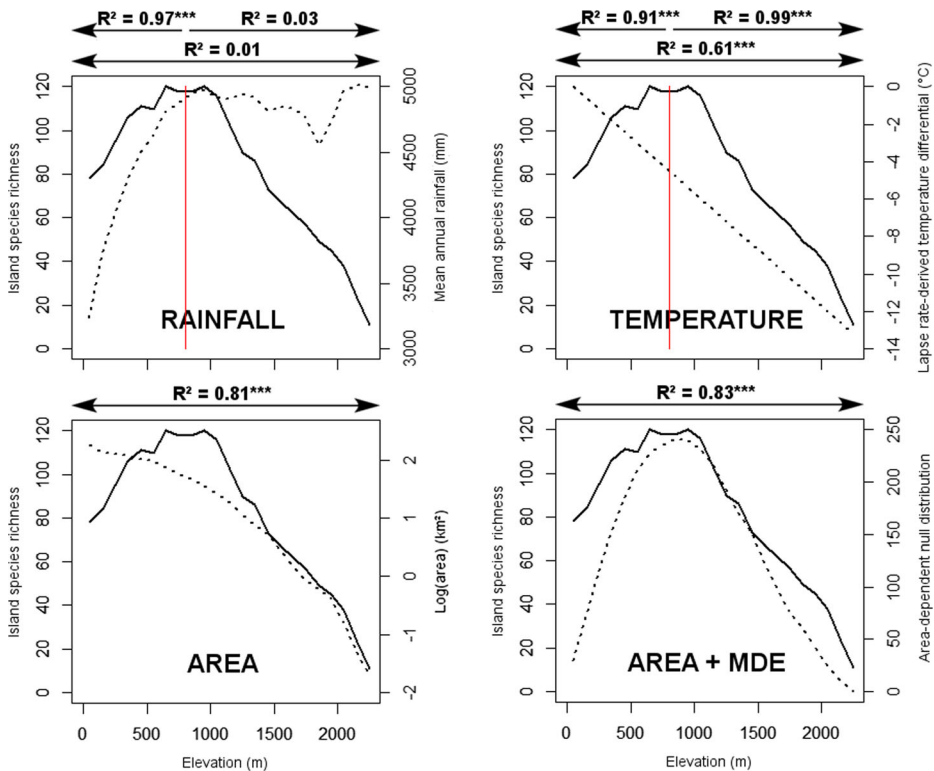 R² = 0.97*** R² = 0.03
R² = 0.01
Island species richness
0 20 40 60 80 100 120
RAINFALL
3000 3500 4000 4500 5000
Mean annual rainfall (mm)
R² = 0.91*** R² = 0.99***
R² = 0.61***
Island species richness
0 20 40 60 80 100 120
TEMPERATURE
-14 -12 -10 -8 -6 -4 -2 0
Lapse rate-derived temperature differential (°C)
R² = 0.81***
Island species richness
0 20 40 60 80 100 120
AREA
-2 -1 0 1 2
Log(area) (km²)
0 500 1000 1500 2000
Elevation (m)
R² = 0.83***
Island species richness
0 20 40 60 80 100 120
AREA + MDE
0 50 100 150 200 250
Area-dependent null distribution
0 500 1000 1500 2000
Elevation (m)